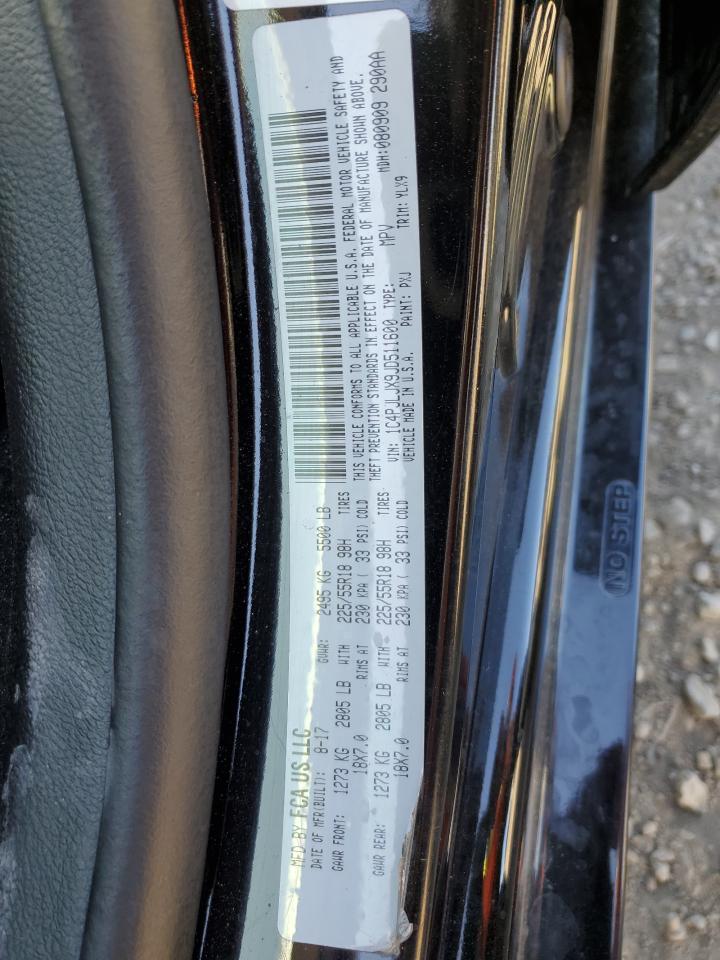 MFD BY FCA US LLC
DATE OF MFR(BUILT): 8-17 GVWR: 2495 KG 5500 LB
GAWR FRONT: 1273 KG 2805 LB WITH 225/55R18 98H TIRES
18X7.0 RIMS AT 230 KPA ( 33 PSI) COLD
GAWR REAR: 1273 KG 2805 LB WITH 225/55R18 98H TIRES
18X7.0 RIMS AT 230 KPA ( 33 PSI) COLD
THIS VEHICLE CONFORMS TO ALL APPLICABLE U.S.A. FEDERAL MOTOR VEHICLE SAFETY AND
THEFT PREVENTION STANDARDS IN EFFECT ON THE DATE OF MANUFACTURE SHOWN ABOVE.
VIN: 1C4PJLJX9JD511600 TYPE: MPV MDH:080909 290AA
VEHICLE MADE IN U.S.A. PAINT: PXJ TRIM: YLX9
NO STEP